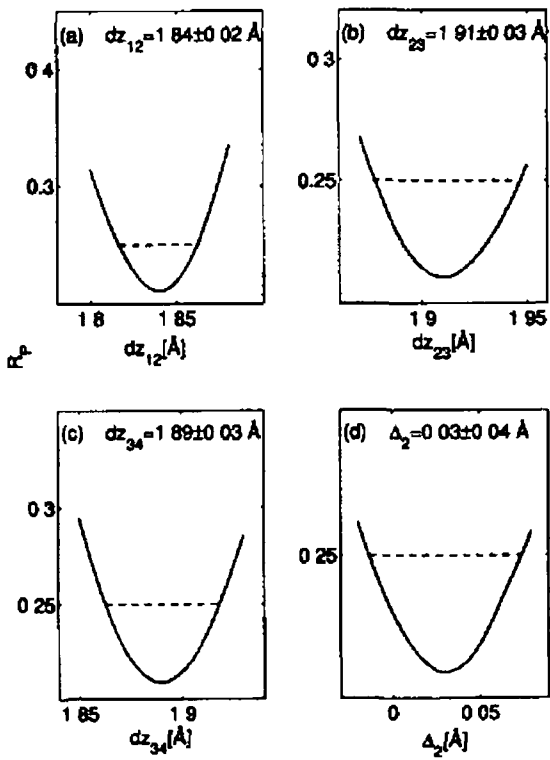 (a) dz12=1 84±0 02 Å
0 4
0.3
1 8 1 85
dz12[Å]
(b) dz23=1 91±0 03 Å
0 3
0.25
1 9 1 95
dz23[Å]
Rp
(c) dz34=1 89±0 03 Å
0 3
0 25
1 85 1 9
dz34[Å]
(d) Δ2=0 03±0 04 Å
0 25
0 0 05
Δ2[Å]